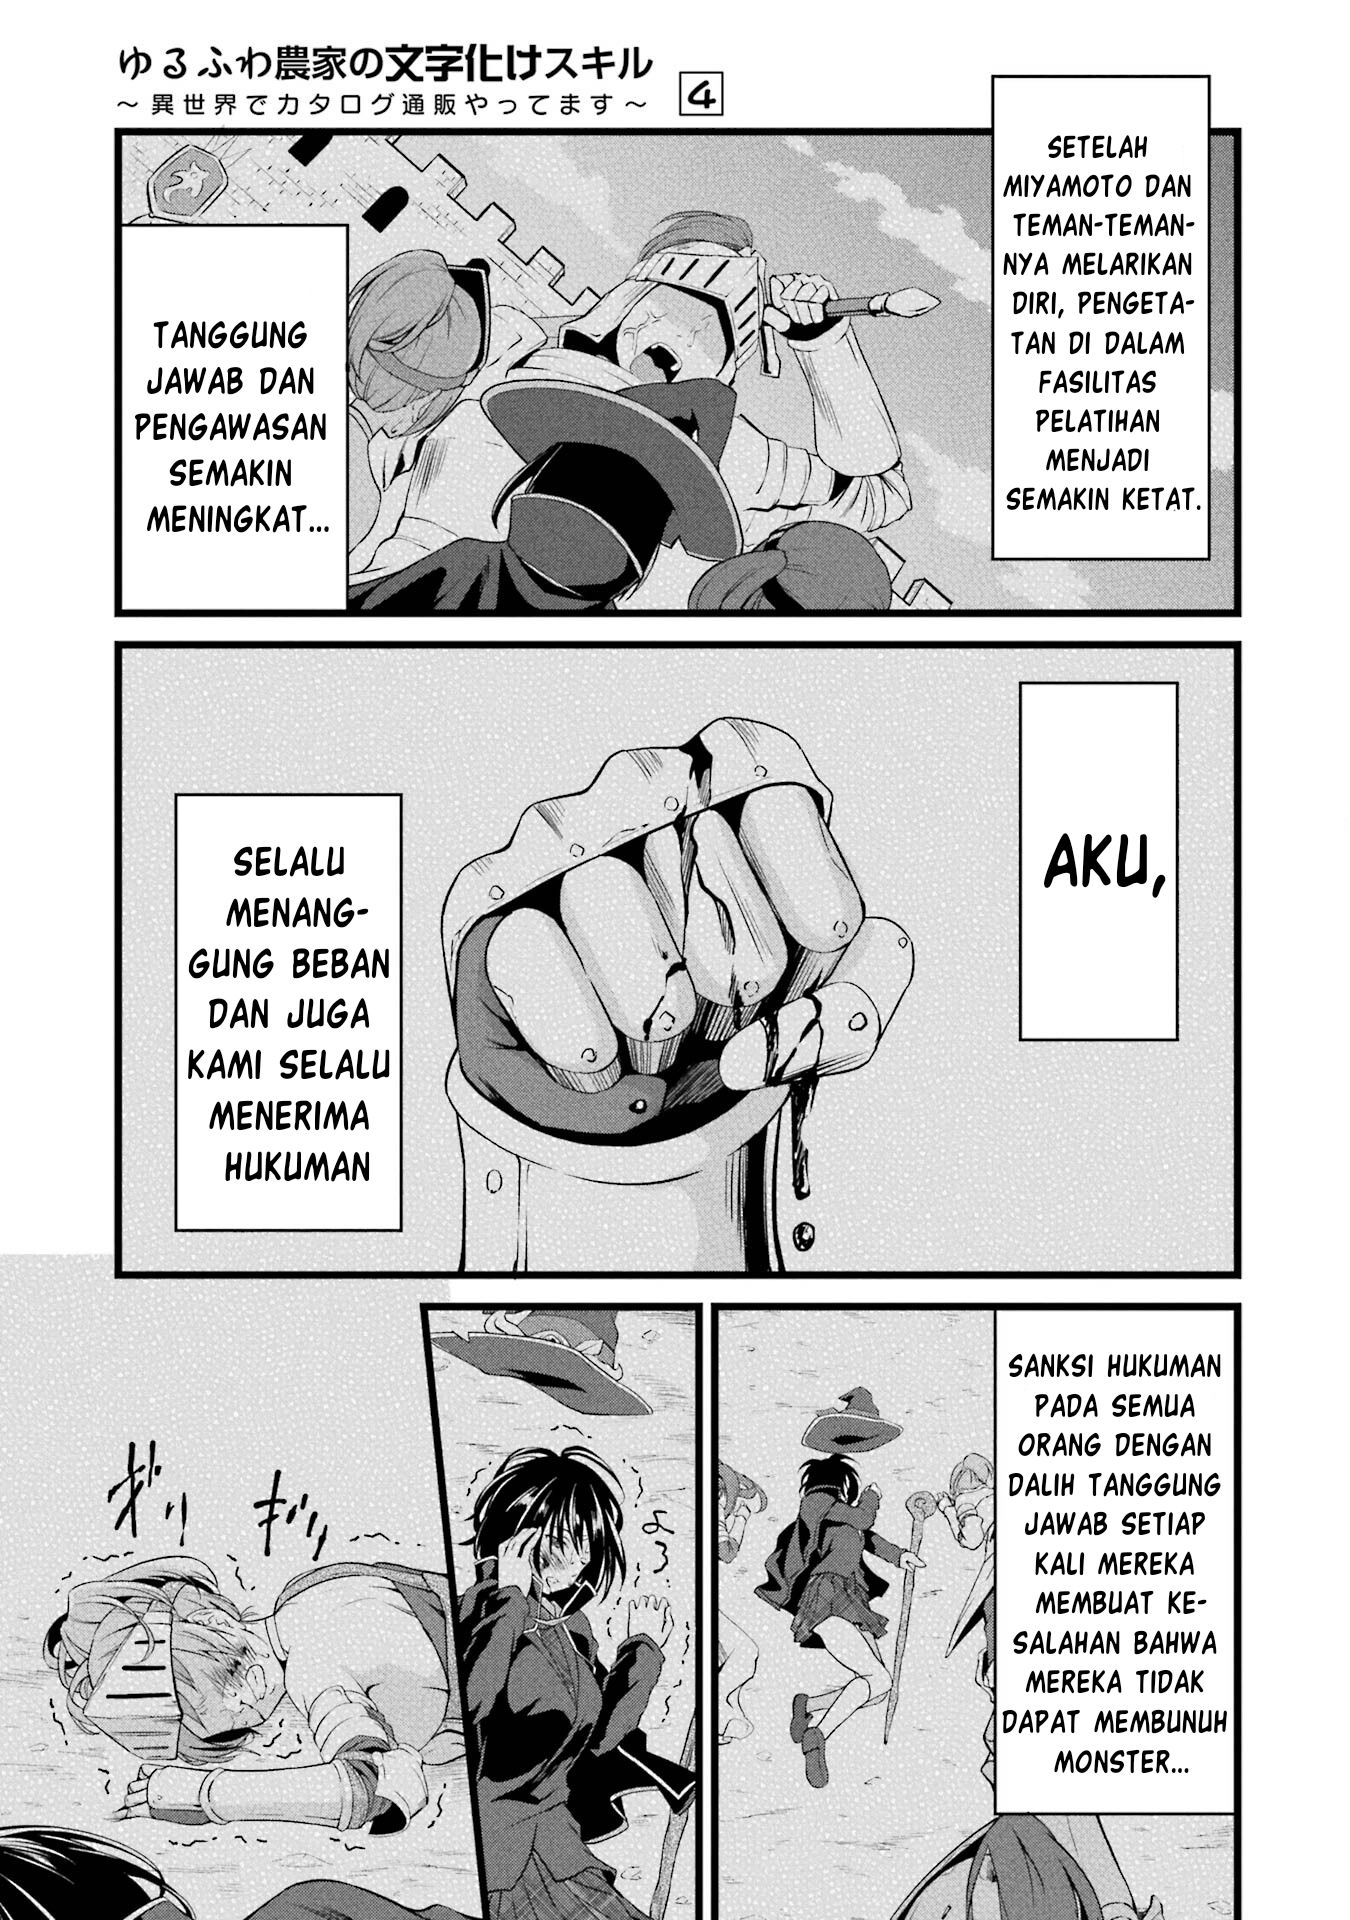 ゆるふわ農家の文字化けスキル
～異世界でカタログ通販やってます～ 4
SETELAH
MIYAMOTO DAN
TEMAN-TEMAN-
NYA MELARIKAN
DIRI, PENGETA-
TAN DI DALAM
FASILITAS
PELATIHAN
MENJADI
SEMAKIN KETAT.
TANGGUNG
JAWAB DAN
PENGAWASAN
SEMAKIN
MENINGKAT...
AKU,
SELALU
MENANG-
GUNG BEBAN
DAN JUGA
KAMI SELALU
MENERIMA
HUKUMAN
SANKSI HUKUMAN
PADA SEMUA
ORANG DENGAN
DALIH TANGGUNG
JAWAB SETIAP
KALI MEREKA
MEMBUAT KE-
SALAHAN BAHWA
MEREKA TIDAK
DAPAT MEMBUNUH
MONSTER...
よろ
ギリ